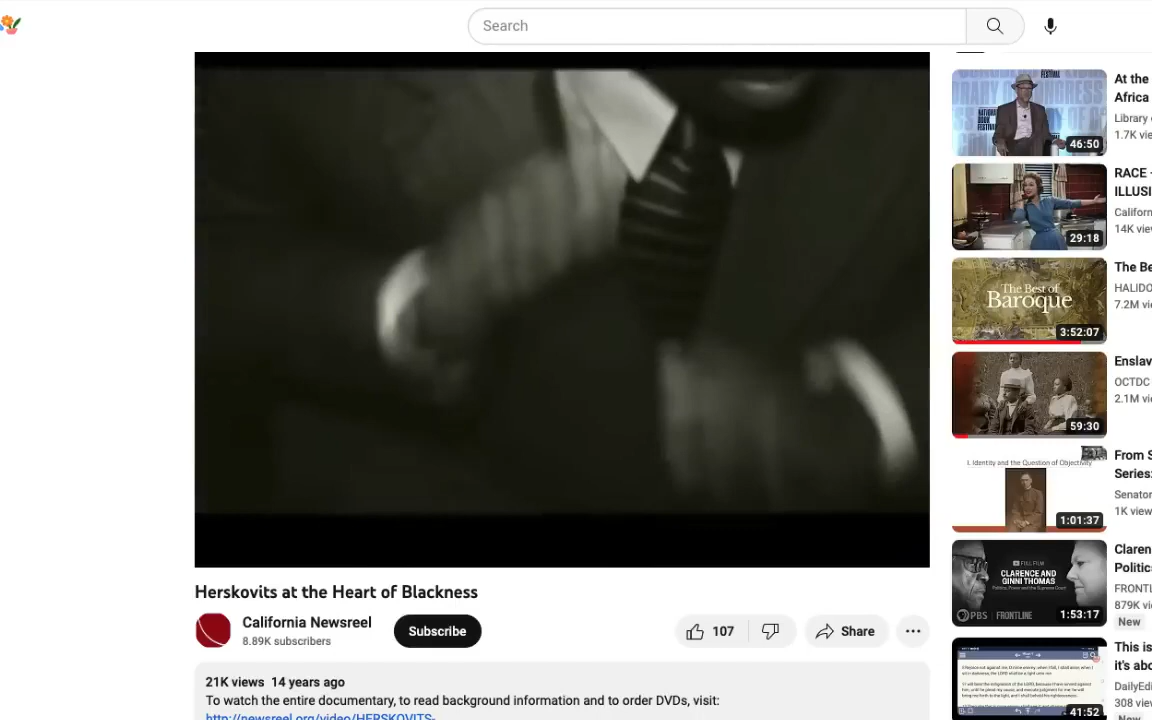 Search
Herskovits at the Heart of Blackness
California Newsreel
8.89K subscribers
Subscribe
107
Share
21K views 14 years ago
To watch the entire documentary, to read background information and to order DVDs, visit:
http://newsreel.org/video/HERSKOVITS-
46:50
At the
Africa
Library
1.7K vie
29:18
RACE -
ILLUSI
Californ
14K vie
The Best of
Baroque
3:52:07
The Be
HALIDO
7.2M vi
59:30
Enslav
OCTDC
2.1M vi
I. Identity and the Question of Objectivity
1:01:37
From S
Series:
Senator
1K view
FULL FILM
CLARENCE AND
GINNI THOMAS
Politics, Power and the Supreme Court
PBS FRONTLINE
1:53:17
Claren
Politic
FRONTL
879K vi
New
41:52
This is
it's abo
DailyEdi
308 view
New